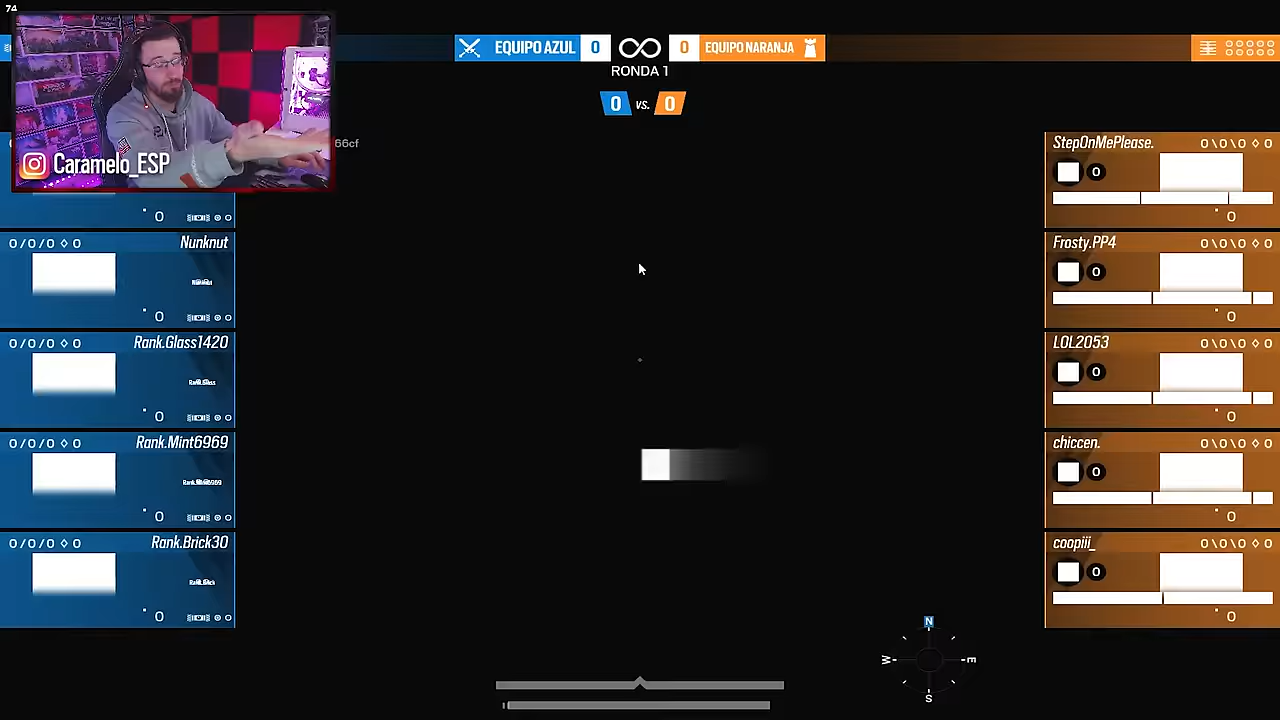 74
EQUIPO AZUL 0 0 EQUIPO NARANJA
RONDA 1
0 vs. 0
Caramelo_ESP
66cf
0
0/0/0 ◇ 0 Nunknut
Nunknut
0
0/0/0 ◇ 0 Rank.Glass1420
0
0/0/0 ◇ 0 Rank.Mint6969
Rank.Mint6969
0
0/0/0 ◇ 0 Rank.Brick30
0
StepOnMePlease. 0\0\0 ◇ 0
0
0
Frosty.PP4 0\0\0 ◇ 0
0
0
LOL2053 0\0\0 ◇ 0
0
0
chiccen. 0\0\0 ◇ 0
0
0
coopiii_ 0\0\0 ◇ 0
0
0
N
W E
S